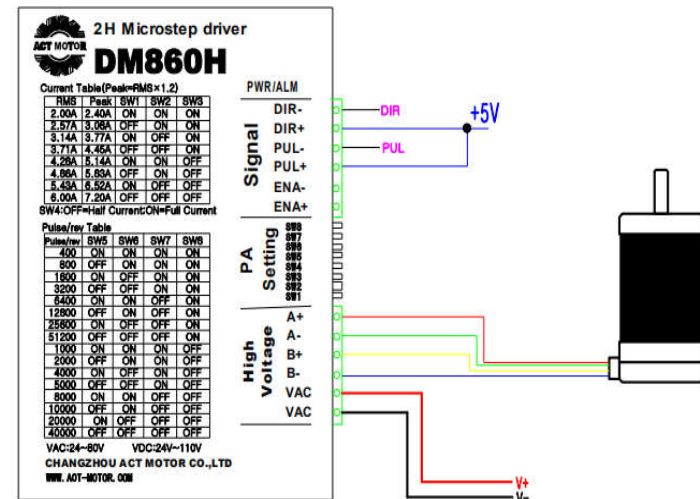 2H Microstep driver
ACT MOTOR
DM860H
Current Table(Peak=RMS×1.2)
RMS Peak SW1 SW2 SW3
2.00A 2.40A ON ON ON
2.57A 3.08A OFF ON ON
3.14A 3.77A ON OFF ON
3.71A 4.45A OFF OFF ON
4.28A 5.14A ON ON OFF
4.86A 5.83A OFF ON OFF
5.43A 6.52A ON OFF OFF
6.00A 7.20A OFF OFF OFF
SW4:OFF=Half Current:ON=Full Current
Pulse/rev Table
Pulse/rev SW5 SW6 SW7 SW8
400 ON ON ON ON
800 OFF ON ON ON
1600 ON OFF ON ON
3200 OFF OFF ON ON
6400 ON ON OFF ON
12800 OFF ON OFF ON
25600 ON OFF OFF ON
51200 OFF OFF OFF ON
1000 ON ON ON OFF
2000 OFF ON ON OFF
4000 ON OFF ON OFF
5000 OFF OFF ON OFF
8000 ON ON OFF OFF
10000 OFF ON OFF OFF
20000 ON OFF OFF OFF
40000 OFF OFF OFF OFF
VAC:24~80V VDC:24V~110V
CHANGZHOU ACT MOTOR CO.,LTD
WWW.ACT-MOTOR.COM
PWR/ALM
Signal
DIR-
DIR+
PUL-
PUL+
ENA-
ENA+
DIR
+5V
PUL
PA
Setting
SW8
SW7
SW6
SW5
SW4
SW3
SW2
SW1
High
Voltage
A+
A-
B+
B-
VAC
VAC
V+
V-